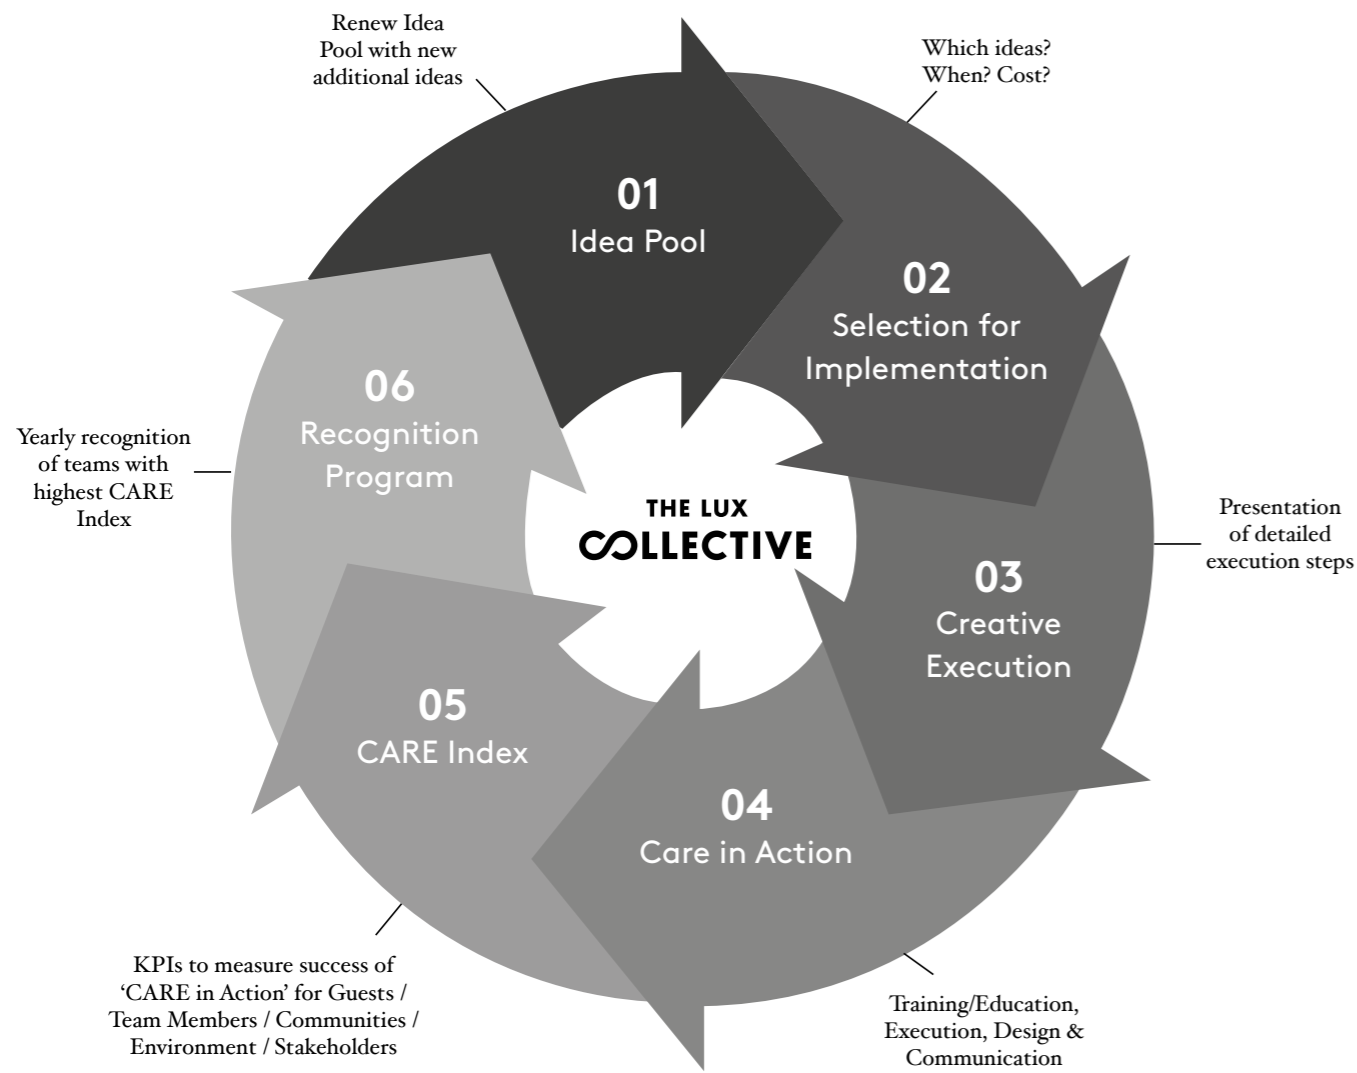 Renew Idea
Pool with new
additional ideas
Which ideas?
When? Cost?
01
Idea Pool
02
Selection for
Implementation
06
Recognition
Program
Yearly recognition
of teams with
highest CARE
Index
THE LUX
COLLECTIVE
Presentation
of detailed
execution steps
03
Creative
Execution
05
CARE Index
04
Care in Action
KPIs to measure success of
‘CARE in Action’ for Guests /
Team Members / Communities /
Environment / Stakeholders
Training/Education,
Execution, Design &
Communication